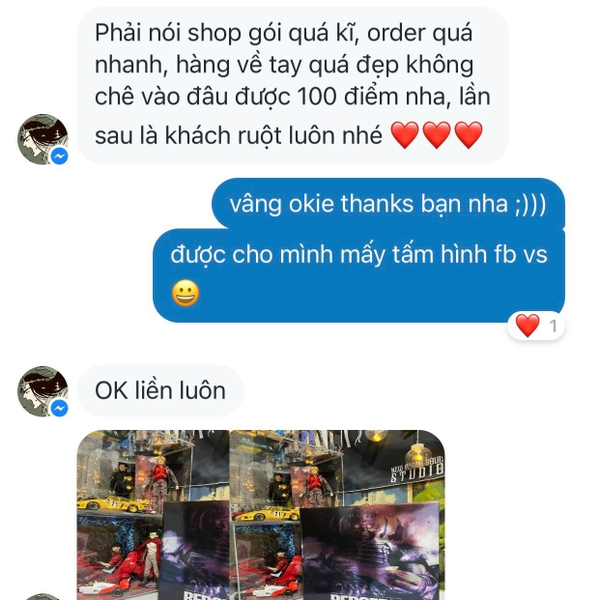 Phải nói shop gói quá kĩ, order quá
nhanh, hàng về tay quá đẹp không
chê vào đâu được 100 điểm nha, lần
sau là khách ruột luôn nhé ❤️❤️❤️
vâng okie thanks bạn nha ;)))
được cho mình mấy tấm hình fb vs
😀
❤️ 1
OK liền luôn
STUDIO